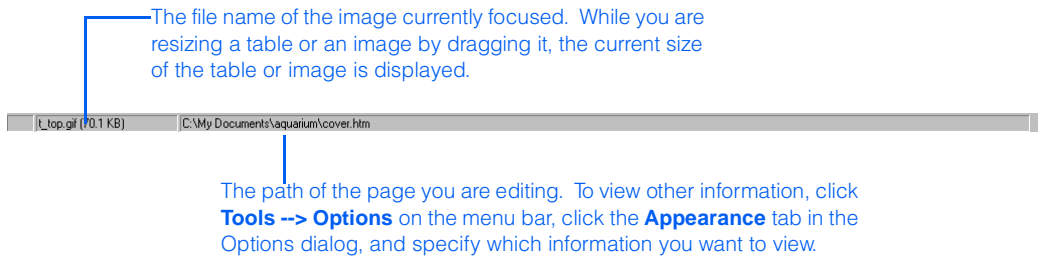 The file name of the image currently focused.  While you are
resizing a table or an image by dragging it, the current size
of the table or image is displayed.
t_top.gif (70.1 KB) C:\My Documents\aquarium\cover.htm
The path of the page you are editing.  To view other information, click
Tools --> Options on the menu bar, click the Appearance tab in the
Options dialog, and specify which information you want to view.